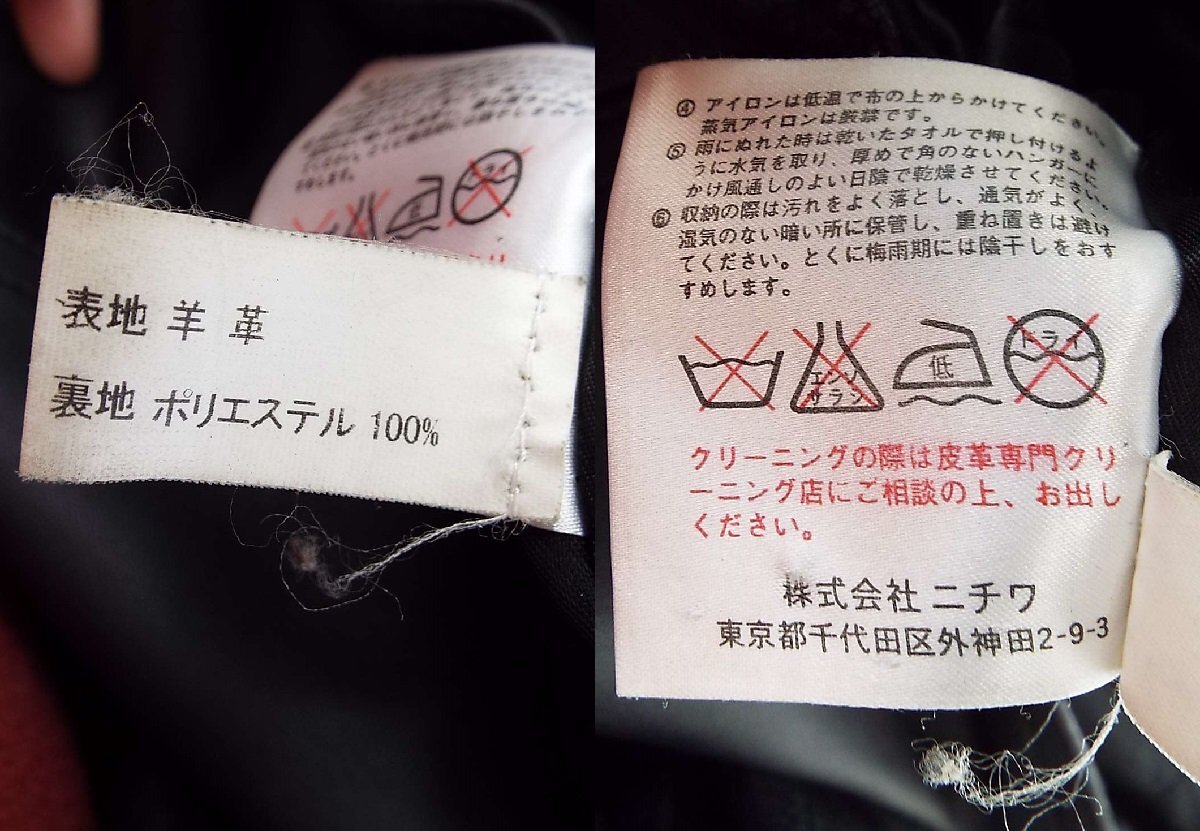 表地 羊革
裏地 ポリエステル 100%
④ アイロンは低温で布の上からかけてください。
蒸気アイロンは厳禁です。
⑤ 雨にぬれた時は乾いたタオルで押し付けるよ
うに水気を取り、厚めで角のないハンガーに
かけ風通しのよい日陰で乾燥させてください。
⑥ 収納の際は汚れをよく落とし、通気がよく、
湿気のない暗い所に保管し、重ね置きは避け
てください。とくに梅雨期には陰干しをおす
すめします。
エンソ
サラシ
低
ドライ
クリーニングの際は皮革専門クリ
ーニング店にご相談の上、お出し
ください。
株式会社 ニチワ
東京都千代田区外神田2-9-3